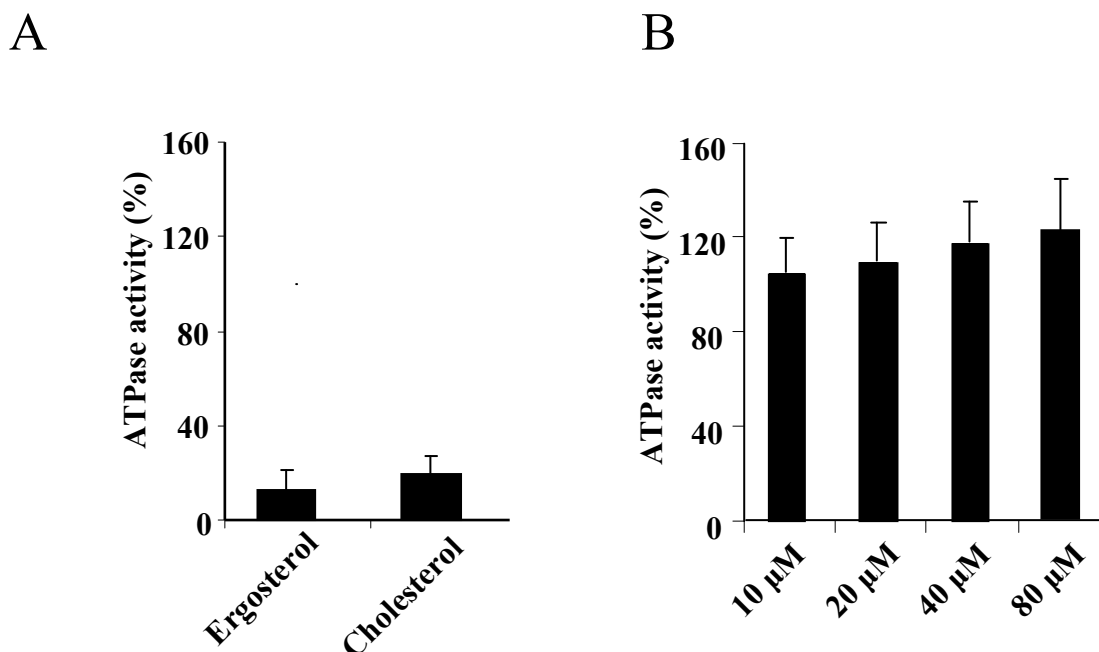 A
ATPase activity (%)
160
120
80
40
0
Ergosterol
Cholesterol
B
ATPase activity (%)
160
120
80
40
0
10 µM
20 µM
40 µM
80 µM